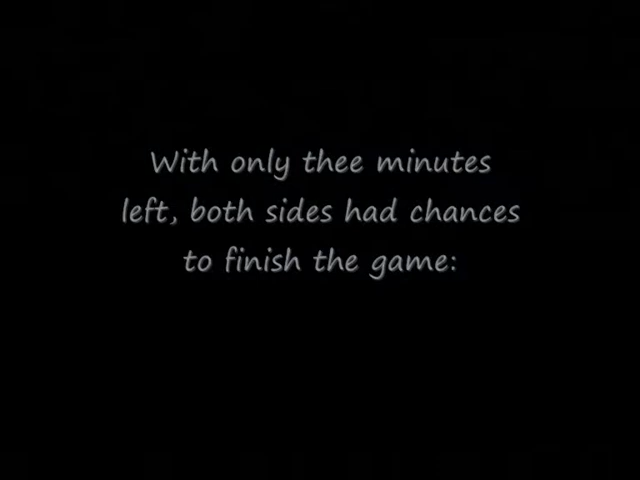 With only thee minutes
left, both sides had chances
to finish the game: